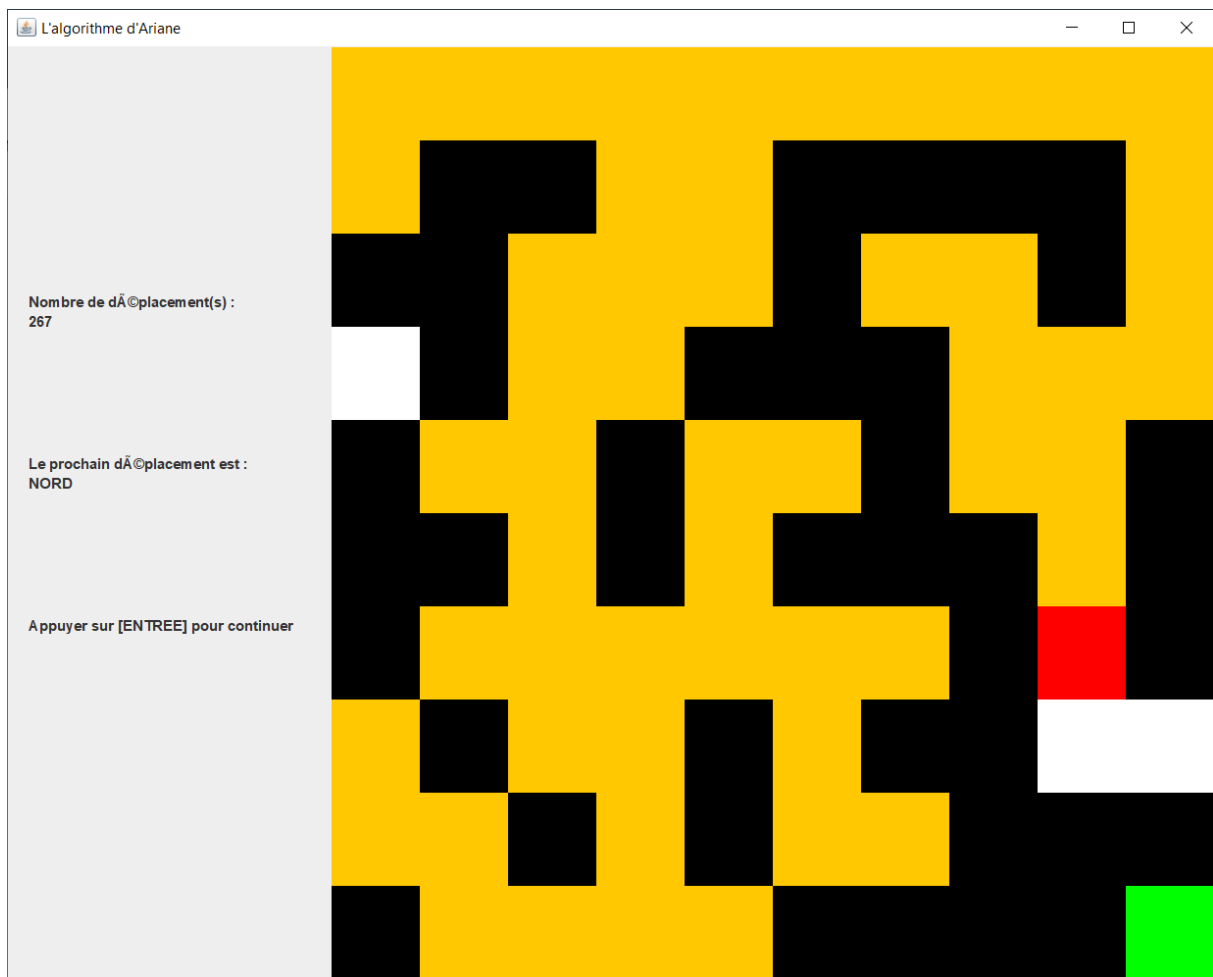 L'algorithme d'Ariane
Nombre de dÃ©placement(s) :
267
Le prochain dÃ©placement est :
NORD
Appuyer sur [ENTREE] pour continuer